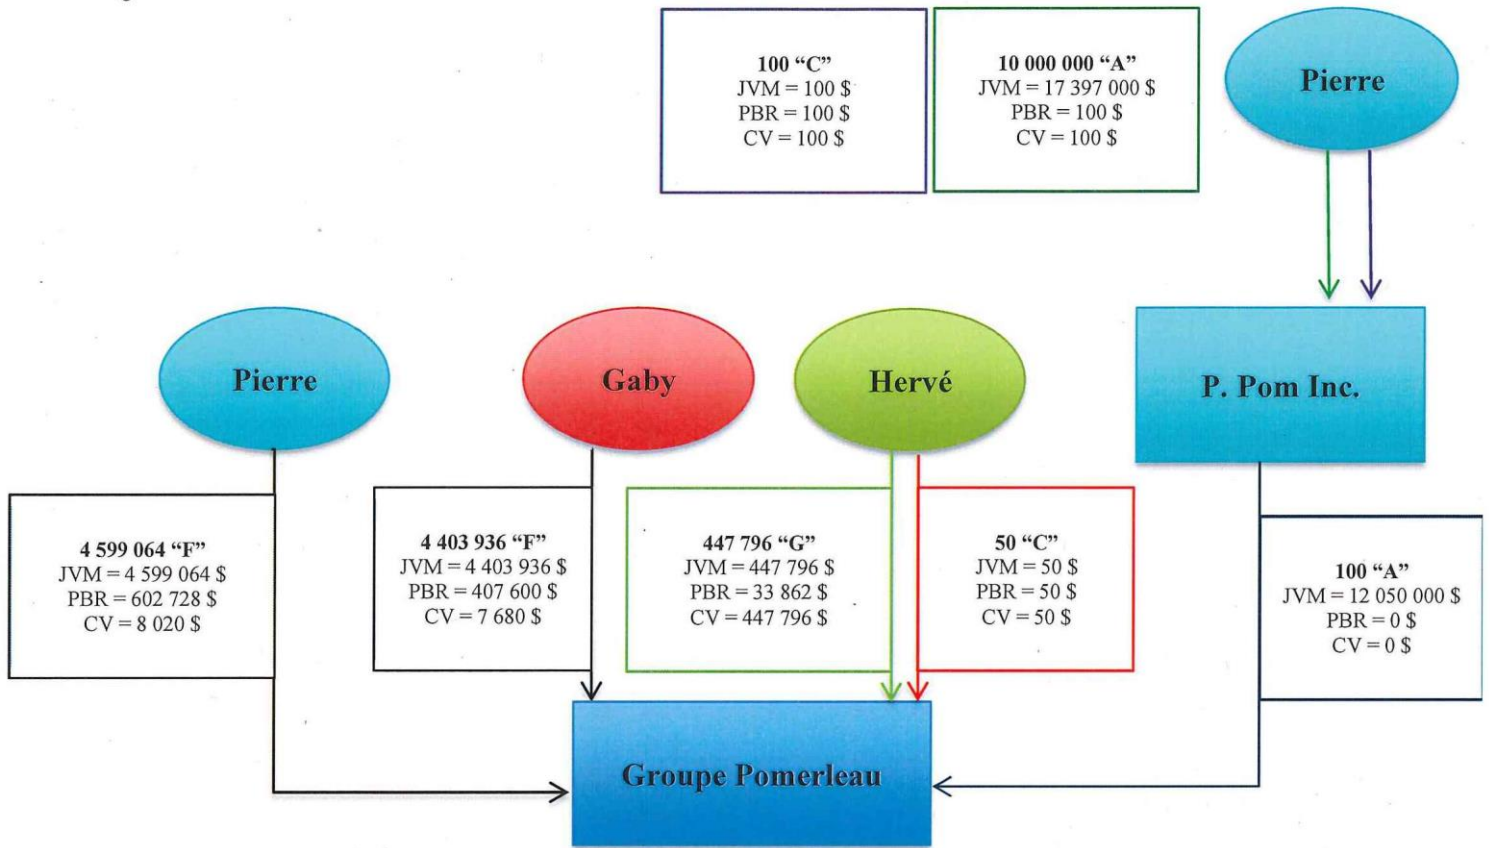 100 “C”
JVM = 100 $
PBR = 100 $
CV = 100 $
10 000 000 “A”
JVM = 17 397 000 $
PBR = 100 $
CV = 100 $
Pierre
Pierre
Gaby
Hervé
P. Pom Inc.
4 599 064 “F”
JVM = 4 599 064 $
PBR = 602 728 $
CV = 8 020 $
4 403 936 “F”
JVM = 4 403 936 $
PBR = 407 600 $
CV = 7 680 $
447 796 “G”
JVM = 447 796 $
PBR = 33 862 $
CV = 447 796 $
50 “C”
JVM = 50 $
PBR = 50 $
CV = 50 $
100 “A”
JVM = 12 050 000 $
PBR = 0 $
CV = 0 $
Groupe Pomerleau